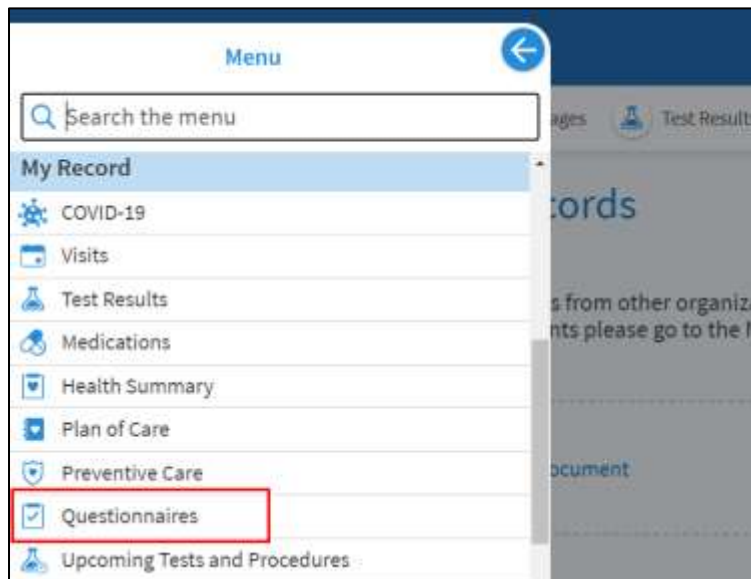 Menu
Search the menu
My Record
COVID-19
Visits
Test Results
Medications
Health Summary
Plan of Care
Preventive Care
Questionnaires
Upcoming Tests and Procedures
ages Test Results
cords
s from other organiza
nts please go to the M
ocument